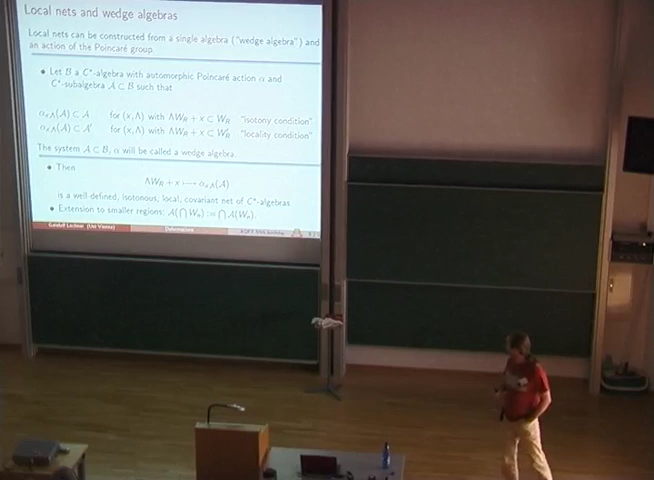 Local nets and wedge algebras
Local nets can be constructed from a single algebra ("wedge algebra") and
an action of the Poincaré group.
• Let B a C*-algebra with automorphic Poincaré action α and
C*-subalgebra A ⊂ B such that
α_{x,Λ}(A) ⊂ A for (x, Λ) with ΛW_R + x ⊂ W_R "isotony condition"
α_{x,Λ}(A) ⊂ A′ for (x, Λ) with ΛW_R + x ⊂ W_R′ "locality condition"
The system A ⊂ B, α will be called a wedge algebra.
• Then
ΛW_R + x ⟼ α_{x,Λ}(A)
is a well-defined, isotonous, local, covariant net of C*-algebras
• Extension to smaller regions: A(⋂ W_n) := ⋂ A(W_n).
Gandalf Lechner (Uni Vienna) Deformations